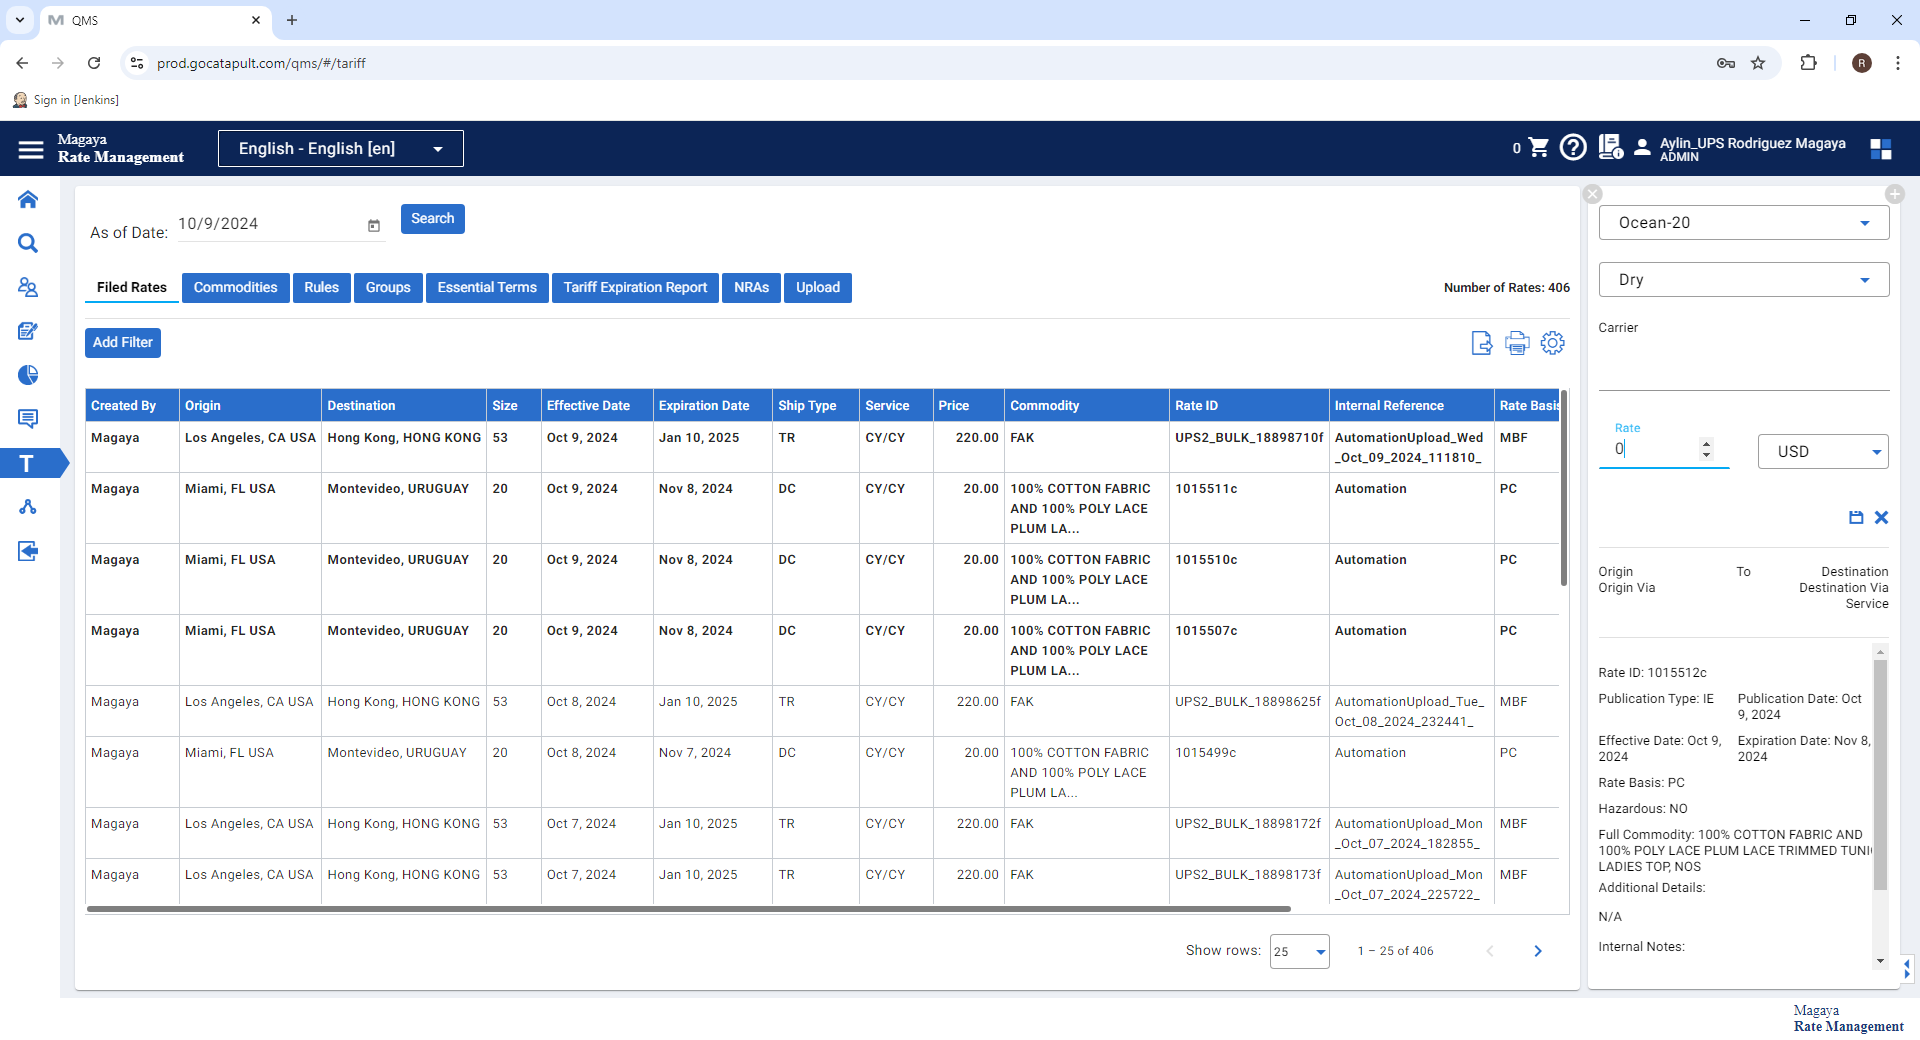 QMS
prod.gocatapult.com/qms/#/tariff
R
Sign in [Jenkins]
Magaya
Rate Management
English - English [en]
0
Aylin_UPS Rodriguez Magaya
ADMIN
As of Date:
10/9/2024
Search
Filed Rates
Commodities
Rules
Groups
Essential Terms
Tariff Expiration Report
NRAs
Upload
Number of Rates: 406
Add Filter
T
Created By Origin Destination Size Effective Date Expiration Date Ship Type Service Price Commodity Rate ID Internal Reference Rate Basis
Magaya Los Angeles, CA USA Hong Kong, HONG KONG 53 Oct 9, 2024 Jan 10, 2025 TR CY/CY 220.00 FAK UPS2_BULK_18898710f AutomationUpload_Wed MBF
_Oct_09_2024_111810_
Magaya Miami, FL USA Montevideo, URUGUAY 20 Oct 9, 2024 Nov 8, 2024 DC CY/CY 20.00 100% COTTON FABRIC 1015511c Automation PC
AND 100% POLY LACE
PLUM LA...
Magaya Miami, FL USA Montevideo, URUGUAY 20 Oct 9, 2024 Nov 8, 2024 DC CY/CY 20.00 100% COTTON FABRIC 1015510c Automation PC
AND 100% POLY LACE
PLUM LA...
Magaya Miami, FL USA Montevideo, URUGUAY 20 Oct 9, 2024 Nov 8, 2024 DC CY/CY 20.00 100% COTTON FABRIC 1015507c Automation PC
AND 100% POLY LACE
PLUM LA...
Magaya Los Angeles, CA USA Hong Kong, HONG KONG 53 Oct 8, 2024 Jan 10, 2025 TR CY/CY 220.00 FAK UPS2_BULK_18898625f AutomationUpload_Tue_ MBF
Oct_08_2024_232441_
Magaya Miami, FL USA Montevideo, URUGUAY 20 Oct 8, 2024 Nov 7, 2024 DC CY/CY 20.00 100% COTTON FABRIC 1015499c Automation PC
AND 100% POLY LACE
PLUM LA...
Magaya Los Angeles, CA USA Hong Kong, HONG KONG 53 Oct 7, 2024 Jan 10, 2025 TR CY/CY 220.00 FAK UPS2_BULK_18898172f AutomationUpload_Mon MBF
_Oct_07_2024_182855_
Magaya Los Angeles, CA USA Hong Kong, HONG KONG 53 Oct 7, 2024 Jan 10, 2025 TR CY/CY 220.00 FAK UPS2_BULK_18898173f AutomationUpload_Mon MBF
_Oct_07_2024_225722_
Show rows: 25 1 – 25 of 406
Ocean-20
Dry
Carrier
Rate
0
USD
Origin To Destination
Origin Via Destination Via
Service
Rate ID: 1015512c
Publication Type: IE Publication Date: Oct
9, 2024
Effective Date: Oct 9, Expiration Date: Nov 8,
2024 2024
Rate Basis: PC
Hazardous: NO
Full Commodity: 100% COTTON FABRIC AND
100% POLY LACE PLUM LACE TRIMMED TUNI
LADIES TOP, NOS
Additional Details:
N/A
Internal Notes:
Magaya
Rate Management